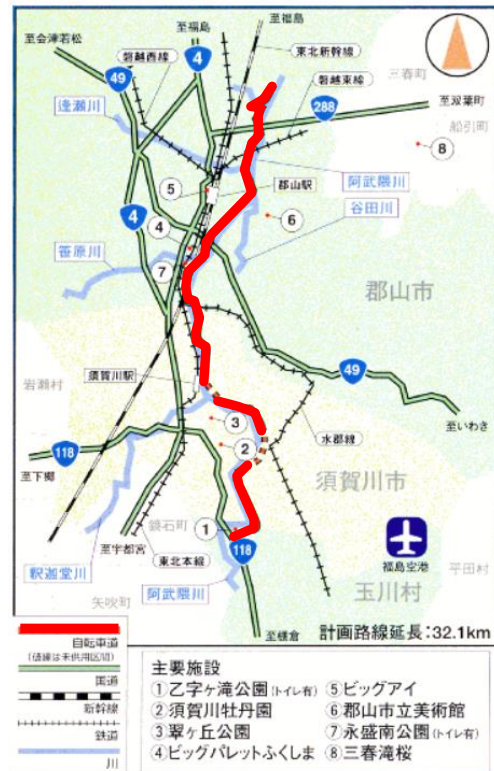 至福島
至福島
至会津若松
磐越西線
東北新幹線
4
49
三春町
逢瀬川
磐越東線
288
至双葉町
船引町
8
5
郡山駅
阿武隈川
4
4
6
谷田川
笹原川
7
郡山市
須賀川駅
岩瀬村
49
3
至いわき
118
2
水郡線
至下郷
須賀川市
鏡石町
1
118
福島空港
釈迦堂川
至宇都宮
東北本線
平田村
阿武隈川
玉川村
矢吹町
至棚倉
計画路線延長:32.1km
自転車道
(破線は未供用区間)
国道
新幹線
鉄道
川
主要施設
①乙字ヶ滝公園(トイレ有)
⑤ビッグアイ
②須賀川牡丹園
⑥郡山市立美術館
③翠ヶ丘公園
⑦永盛南公園(トイレ有)
④ビッグパレットふくしま
⑧三春滝桜